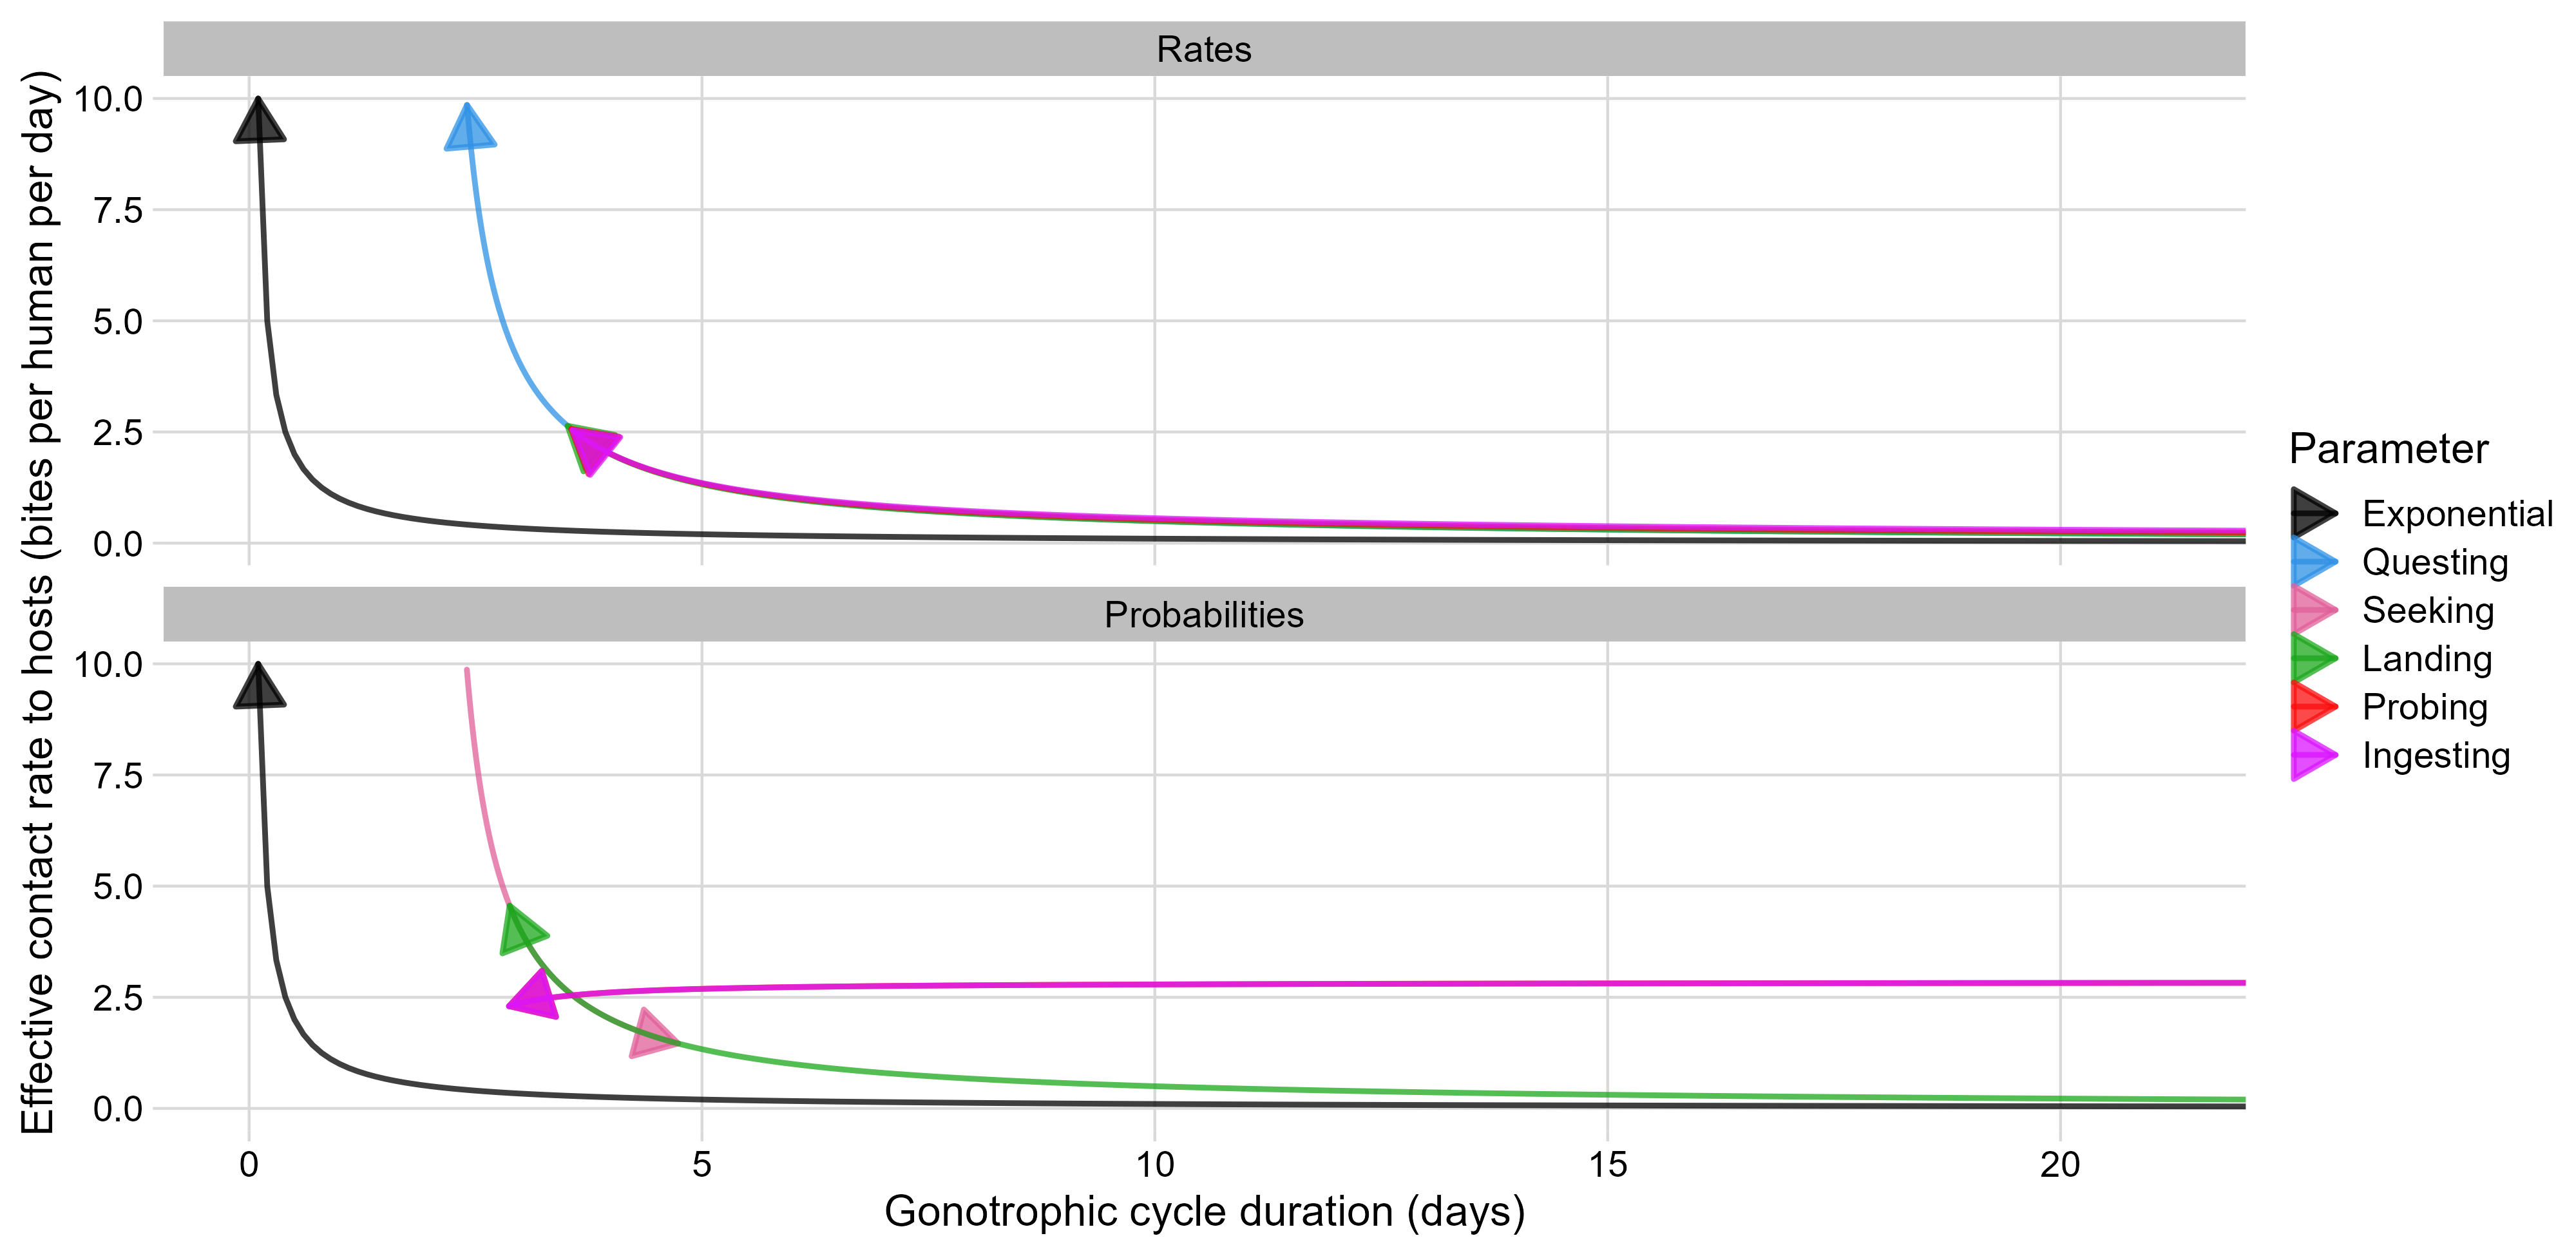 Rates
Effective contact rate to hosts (bites per human per day)
10.0
7.5
5.0
2.5
0.0
Probabilities
10.0
7.5
5.0
2.5
0.0
0 5 10 15 20
Gonotrophic cycle duration (days)
Parameter
Exponential
Questing
Seeking
Landing
Probing
Ingesting